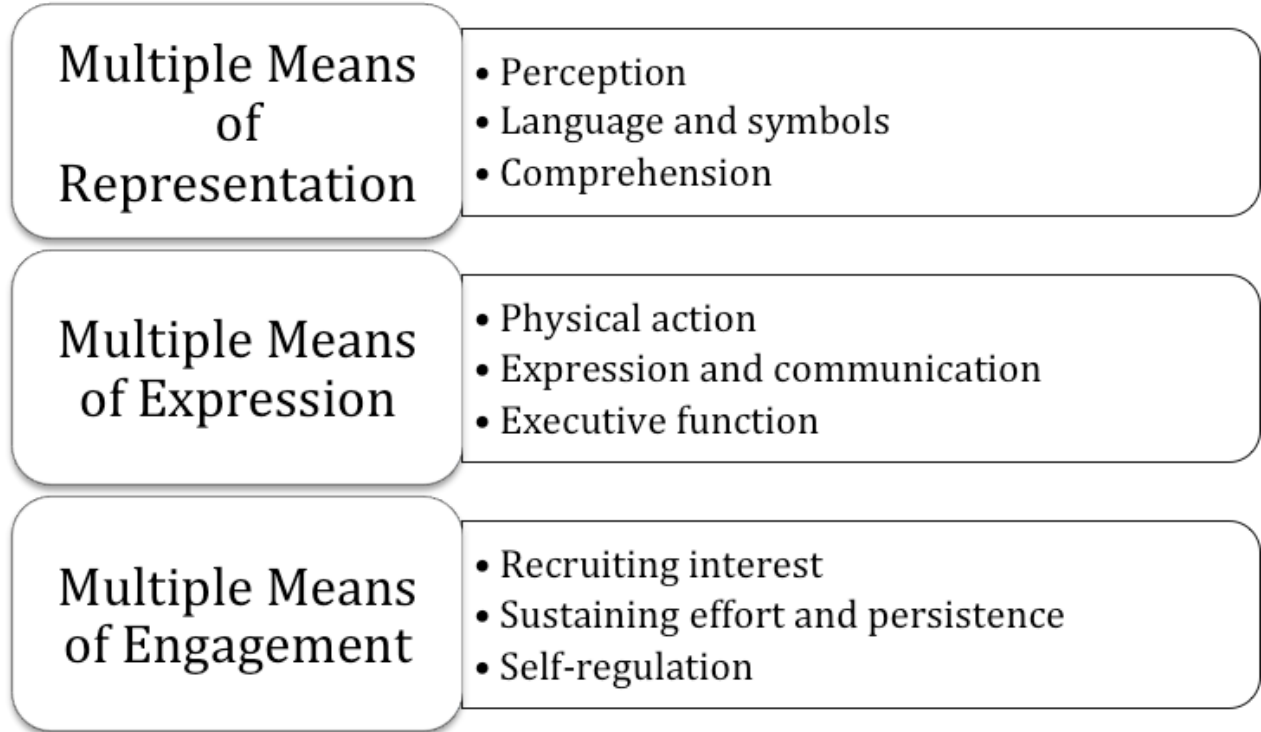 Multiple Means
of
Representation
• Perception
• Language and symbols
• Comprehension
Multiple Means
of Expression
• Physical action
• Expression and communication
• Executive function
Multiple Means
of Engagement
• Recruiting interest
• Sustaining effort and persistence
• Self-regulation